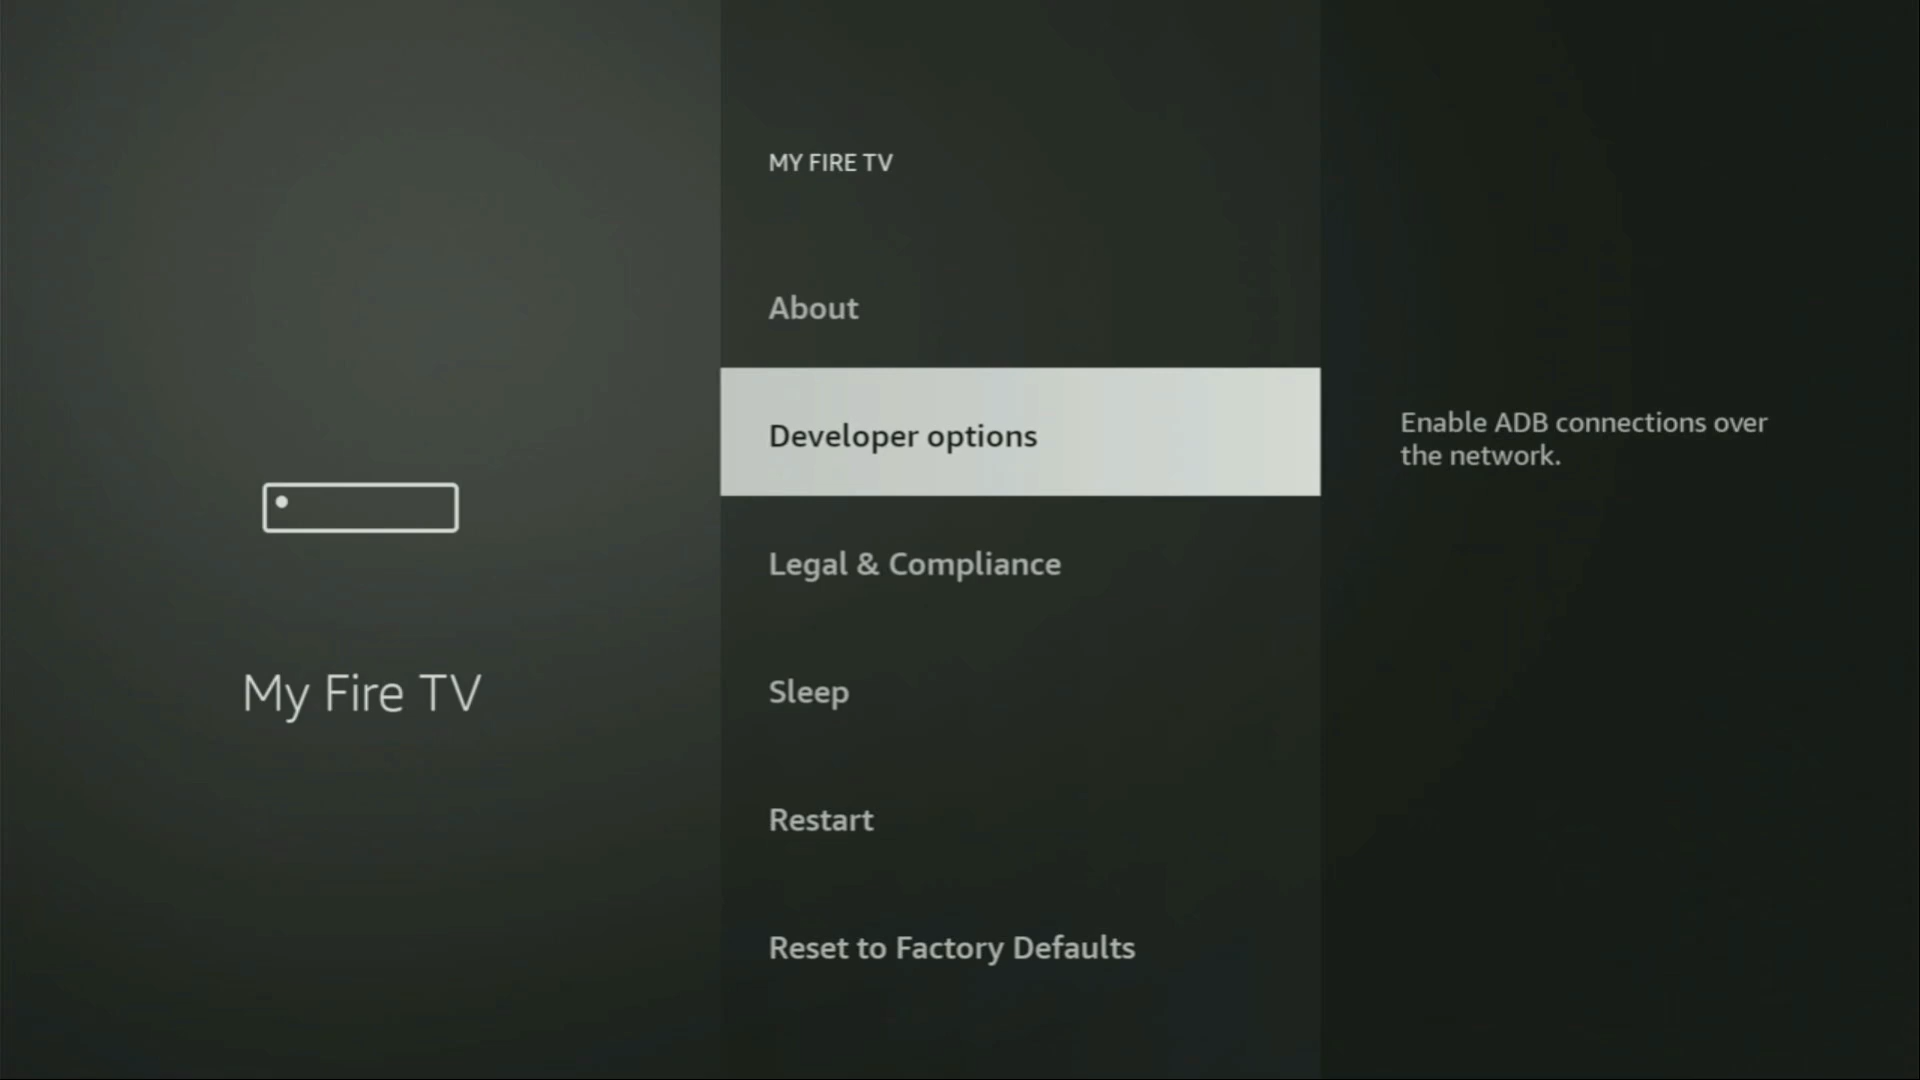 MY FIRE TV
About
Developer options
Enable ADB connections over
the network.
Legal & Compliance
Sleep
My Fire TV
Restart
Reset to Factory Defaults